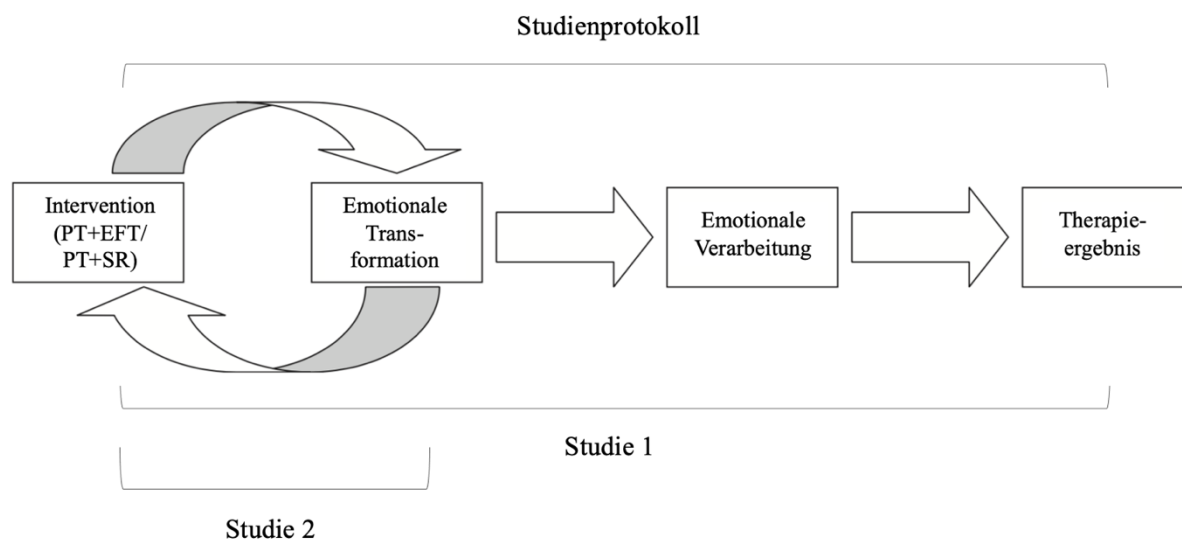 Studienprotokoll
Intervention
(PT+EFT/
PT+SR)
Emotionale
Trans-
formation
Emotionale
Verarbeitung
Therapie-
ergebnis
Studie 1
Studie 2